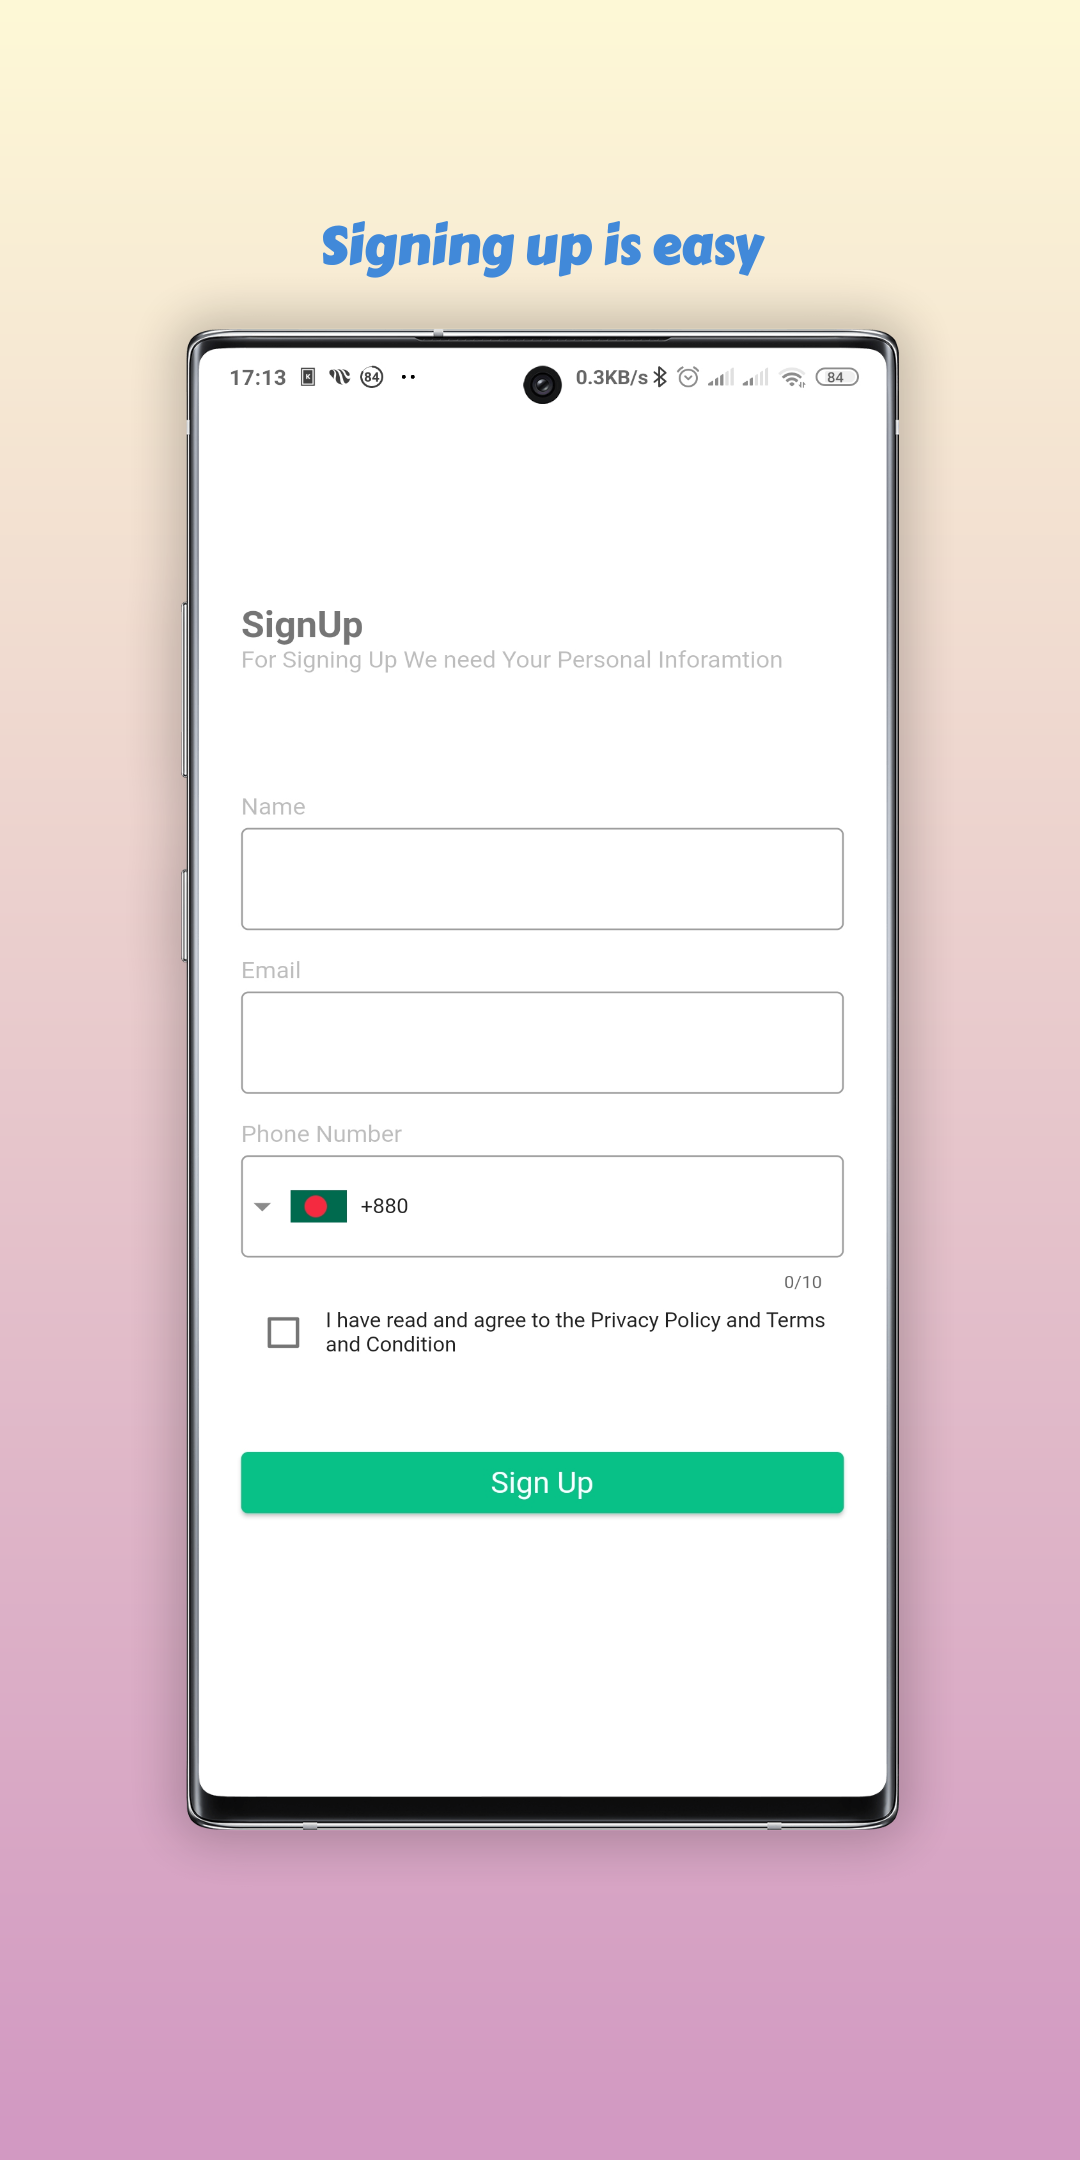 Signing up is easy
17:13 84 0.3KB/s 84
SignUp
For Signing Up We need Your Personal Inforamtion
Name
Email
Phone Number
+880
0/10
I have read and agree to the Privacy Policy and Terms
and Condition
Sign Up